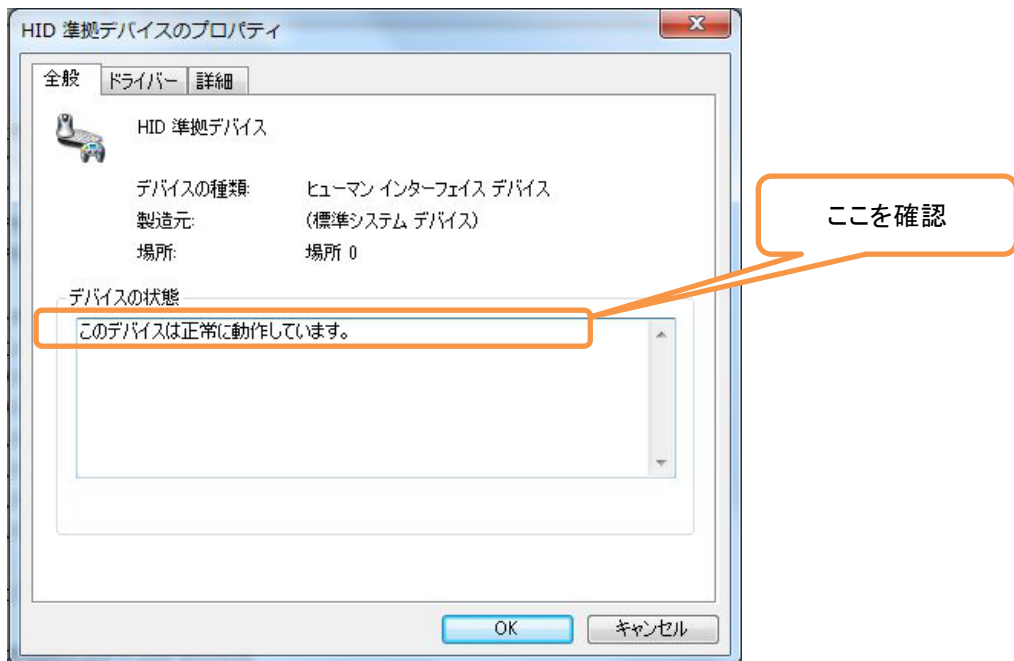 HID 準拠デバイスのプロパティ
全般 ドライバー 詳細
HID 準拠デバイス
デバイスの種類: ヒューマン インターフェイス デバイス
製造元: (標準システム デバイス)
場所: 場所 0
ここを確認
デバイスの状態
このデバイスは正常に動作しています。
OK キャンセル